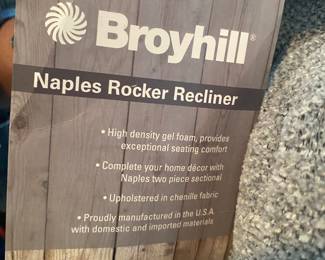 Broyhill®
Naples Rocker Recliner
• High density gel foam, provides
exceptional seating comfort
• Complete your home décor with
Naples two piece sectional
• Upholstered in chenille fabric
• Proudly manufactured in the U.S.A.
with domestic and imported materials